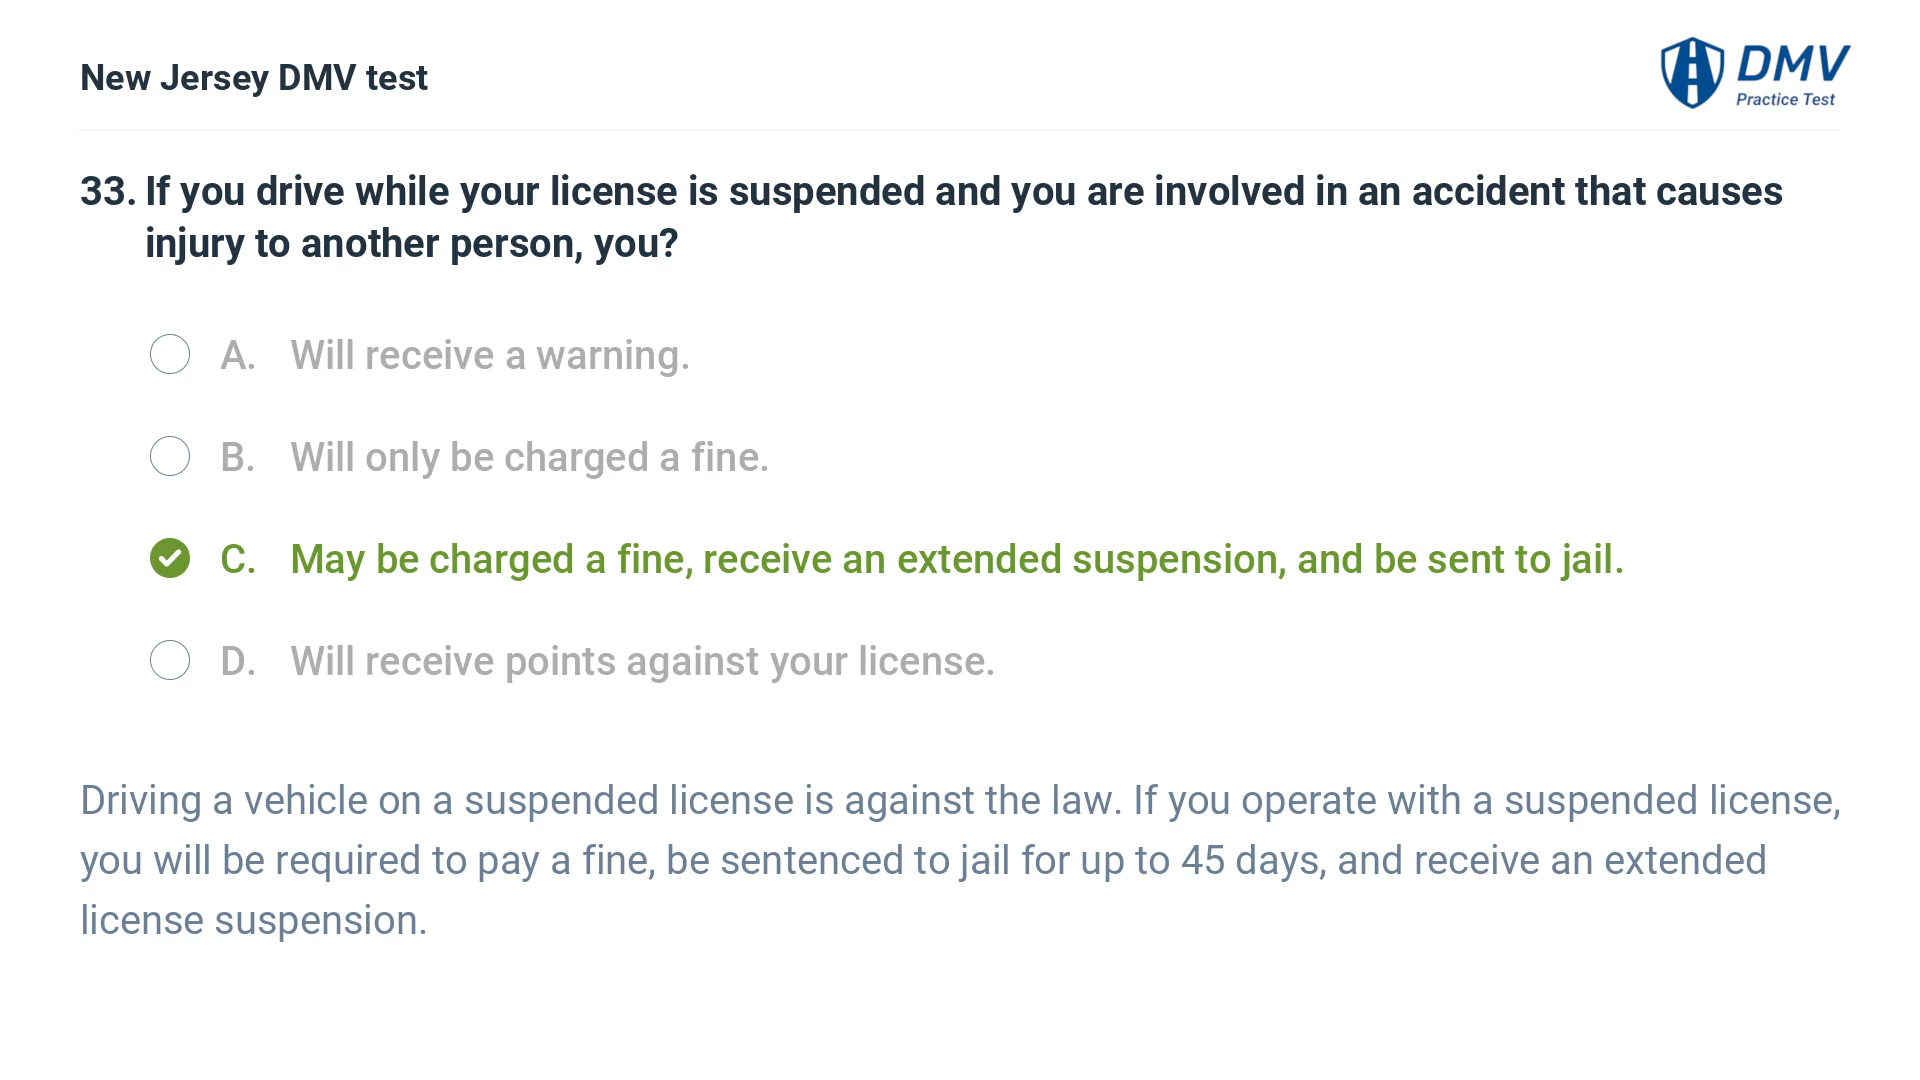 New Jersey DMV test
DMV
Practice Test
33. If you drive while your license is suspended and you are involved in an accident that causes
injury to another person, you?
A. Will receive a warning.
B. Will only be charged a fine.
C. May be charged a fine, receive an extended suspension, and be sent to jail.
D. Will receive points against your license.
Driving a vehicle on a suspended license is against the law. If you operate with a suspended license,
you will be required to pay a fine, be sentenced to jail for up to 45 days, and receive an extended
license suspension.